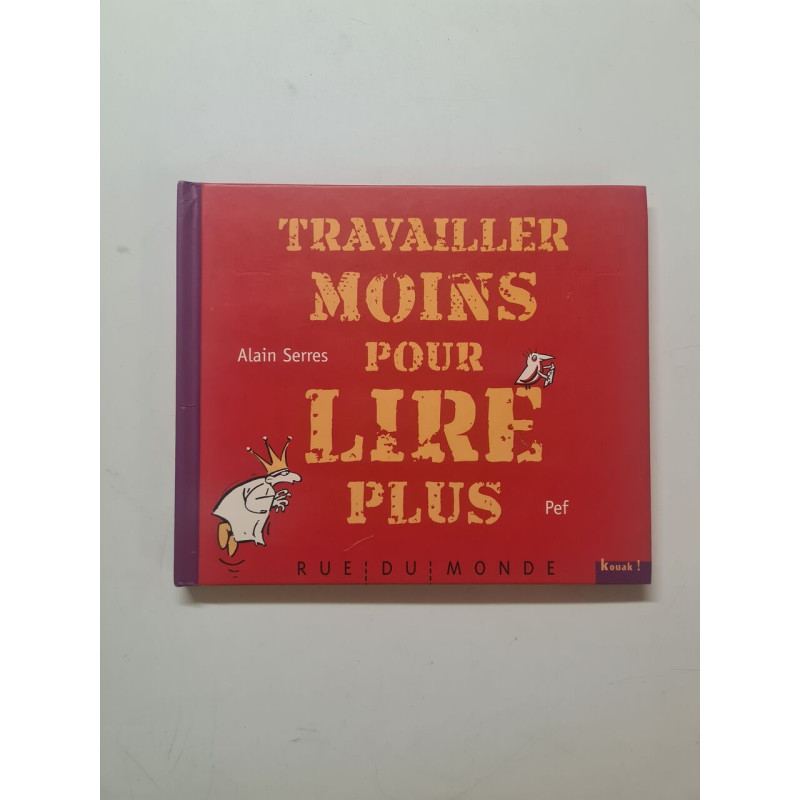 TRAVAILLER
MOINS
Alain Serres
POUR
LIRE
PLUS
Pef
RUE DU MONDE
kouak !